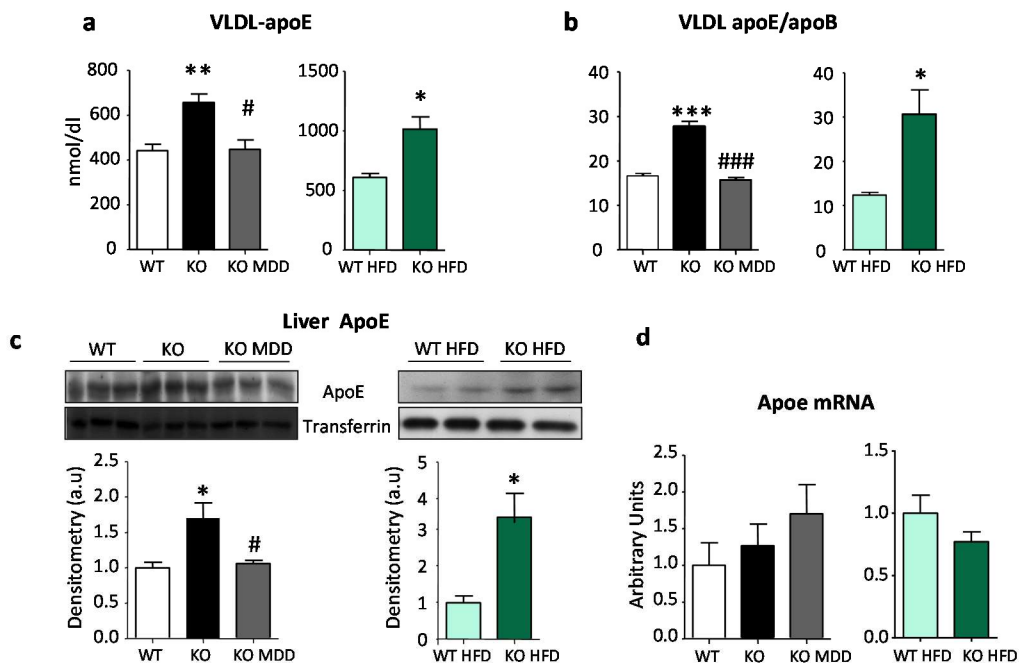 a
VLDL-apoE
nmol/dl
800
600
400
200
0
**
#
WT
KO
KO MDD
1500
1000
500
0
*
WT HFD
KO HFD
b
VLDL apoE/apoB
40
30
20
10
0
***
###
WT
KO
KO MDD
40
30
20
10
0
*
WT HFD
KO HFD
c
Liver ApoE
WT
KO
KO MDD
WT HFD
KO HFD
ApoE
Transferrin
Densitometry (a.u)
2.5
2.0
1.5
1.0
0.5
0.0
*
#
WT
KO
KO MDD
Densitometry (a.u)
5
4
3
2
1
0
*
WT HFD
KO HFD
d
Apoe mRNA
Arbitrary Units
2.5
2.0
1.5
1.0
0.5
0.0
WT
KO
KO MDD
1.5
1.0
0.5
0.0
WT HFD
KO HFD